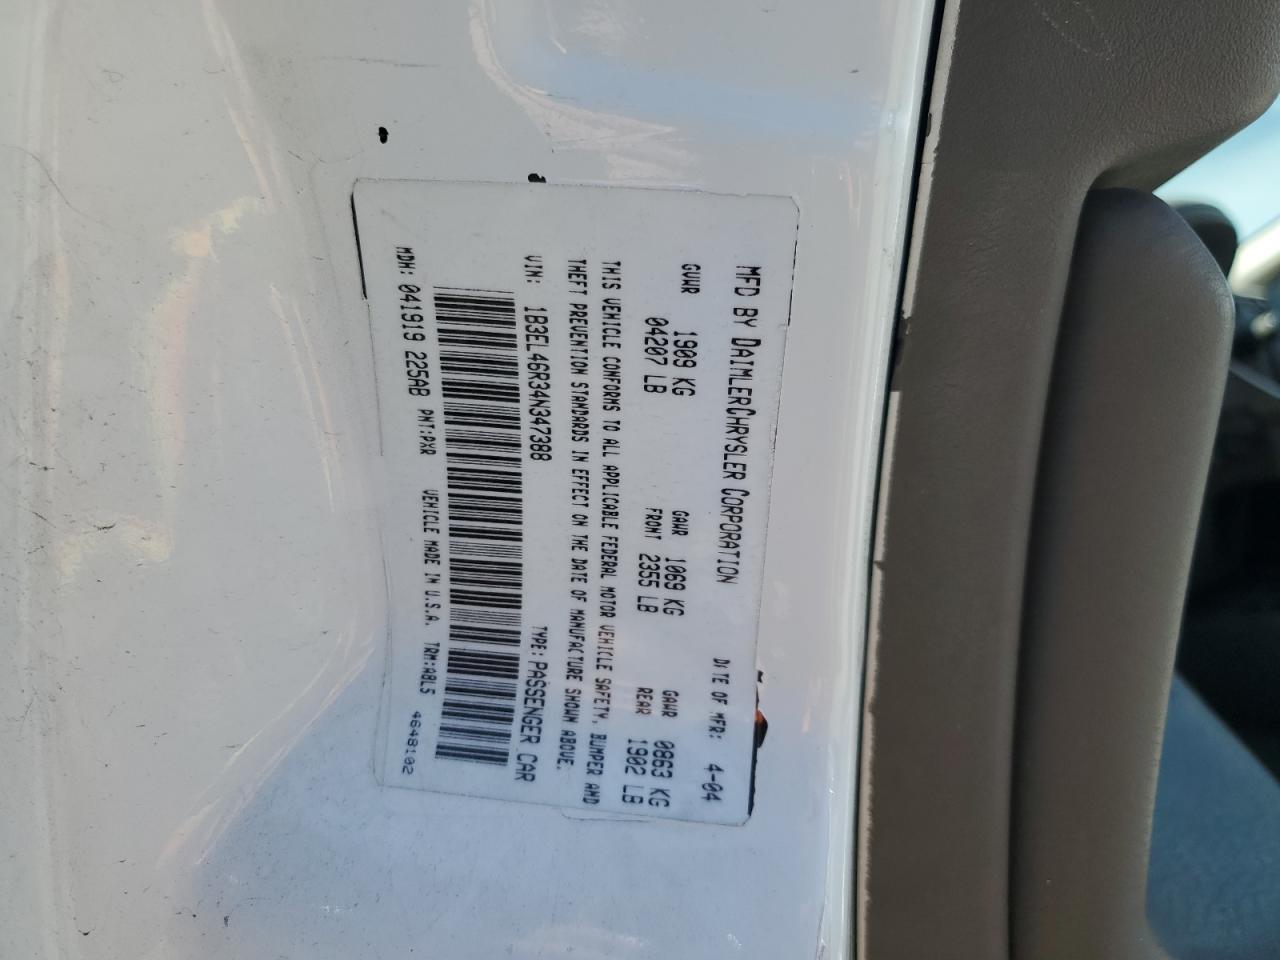 MFD BY DAIMLERCHRYSLER CORPORATION DATE OF MFR: 4-04
GVWR 1909 KG GAWR 1069 KG GAWR 0863 KG
04207 LB FRONT 2355 LB REAR 1902 LB
THIS VEHICLE CONFORMS TO ALL APPLICABLE FEDERAL MOTOR VEHICLE SAFETY, BUMPER AND
THEFT PREVENTION STANDARDS IN EFFECT ON THE DATE OF MANUFACTURE SHOWN ABOVE.
VIN: 1B3EL46R34N347388 TYPE: PASSENGER CAR
MDH: 041919 225AB PNT:PXR VEHICLE MADE IN U.S.A. TRM:ABL5 4648102